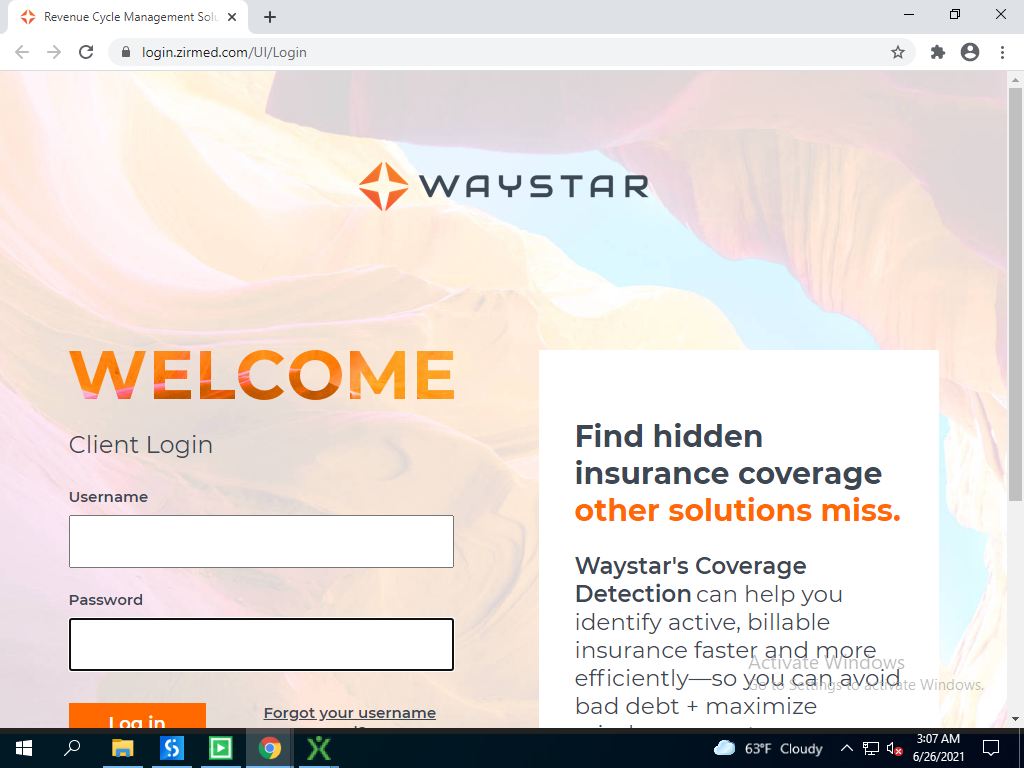 Revenue Cycle Management Solu
login.zirmed.com/UI/Login
WAYSTAR
WELCOME
Client Login
Username
Password
Log in
Forgot your username
Find hidden
insurance coverage
other solutions miss.
Waystar's Coverage
Detection can help you
identify active, billable
insurance faster and more
efficiently—so you can avoid
bad debt + maximize
Activate Windows
Go to Settings to activate Windows.
63°F Cloudy
3:07 AM
6/26/2021